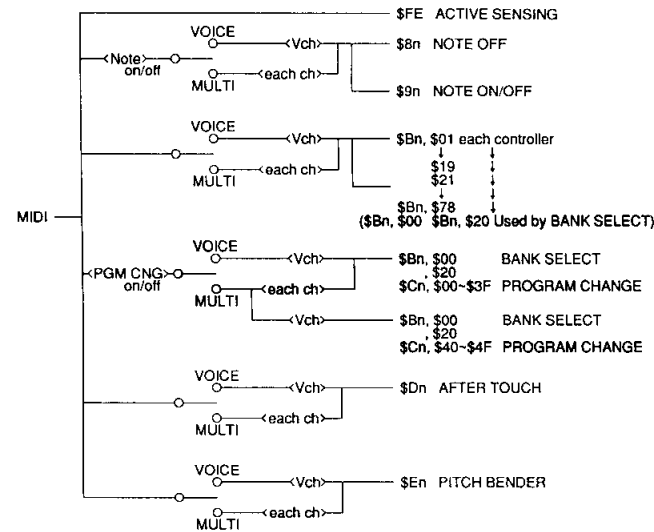 $FE ACTIVE SENSING
VOICE
<Vch> $8n NOTE OFF
<Note>
on/off
<each ch>
MULTI
$9n NOTE ON/OFF
VOICE
<Vch> $Bn, $01 each controller
<each ch> $19
MULTI
$21
$Bn, $78
MIDI
($Bn, $00 $Bn, $20 Used by BANK SELECT)
VOICE
<Vch> $Bn, $00 BANK SELECT
<PGM CNG> , $20
on/off
<each ch> $Cn, $00~$3F PROGRAM CHANGE
MULTI
<Vch> $Bn, $00 BANK SELECT
, $20
$Cn, $40~$4F PROGRAM CHANGE
VOICE
<Vch> $Dn AFTER TOUCH
<each ch>
MULTI
VOICE
<Vch> $En PITCH BENDER
<each ch>
MULTI